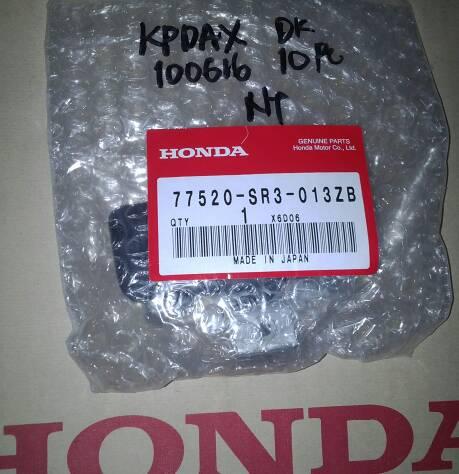 KPDAX DK
100616 10pc
NT
HONDA
GENUINE PARTS
Honda Motor Co., Ltd.
77520-SR3-013ZB
QTY 1 X6D06
MADE IN JAPAN
HONDA